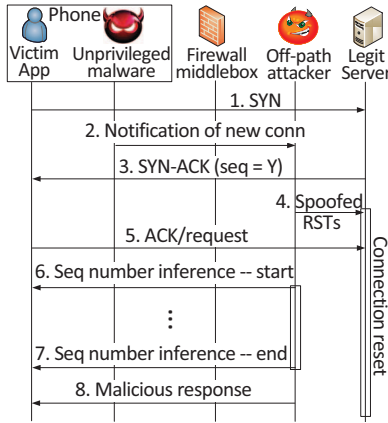 Phone
Victim App
Unprivileged malware
Firewall middlebox
Off-path attacker
Legit Server
1. SYN
2. Notification of new conn
3. SYN-ACK (seq = Y)
4. Spoofed RSTs
5. ACK/request
6. Seq number inference -- start
7. Seq number inference -- end
8. Malicious response
Connection reset